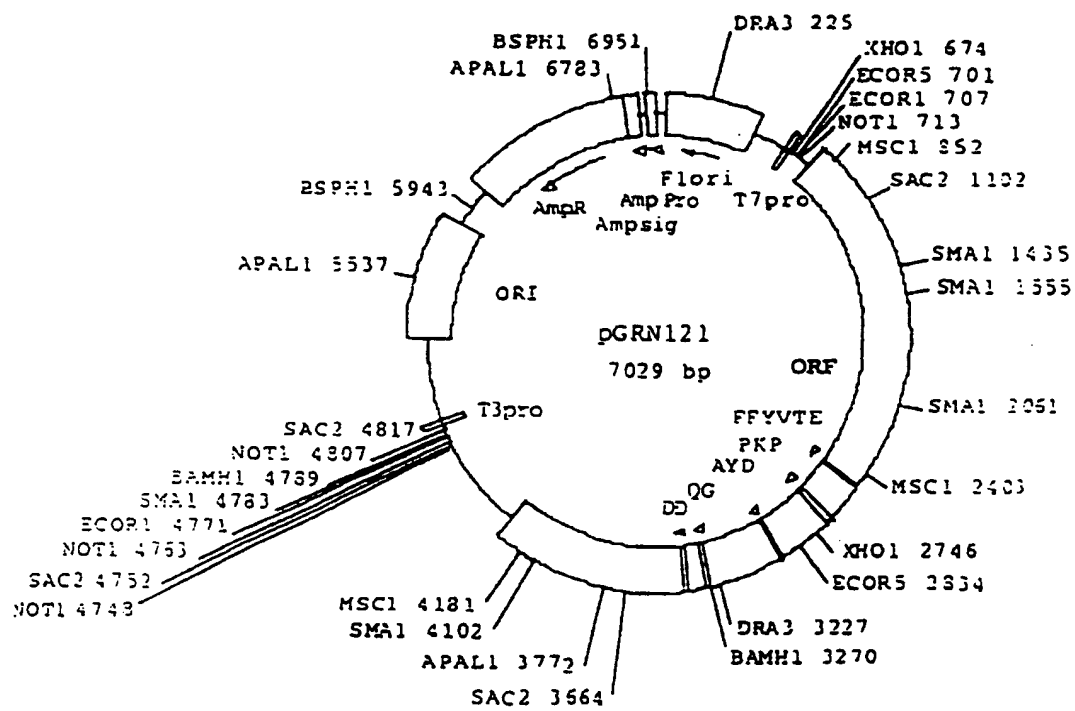 DRA3 225
BSPH1 6951
XHO1 674
APAL1 6783
ECOR5 701
ECOR1 707
NOT1 713
MSC1 852
SAC2 1182
Flori
T7pro
AmpR
Amp Pro
Ampsig
BSPH1 5943
APAL1 5537
ORI
SMA1 1435
SMA1 1555
pGRN121
7029 bp
ORF
SMA1 2061
FFYVTE
PKP
AYD
QG
DD
T3pro
SAC2 4817
NOT1 4807
BAMH1 4789
SMA1 4783
ECOR1 4771
NOT1 4763
SAC2 4752
NOT1 4748
MSC1 2403
XHO1 2746
ECOR5 2834
MSC1 4181
SMA1 4102
DRA3 3227
BAMH1 3270
APAL1 3772
SAC2 3664